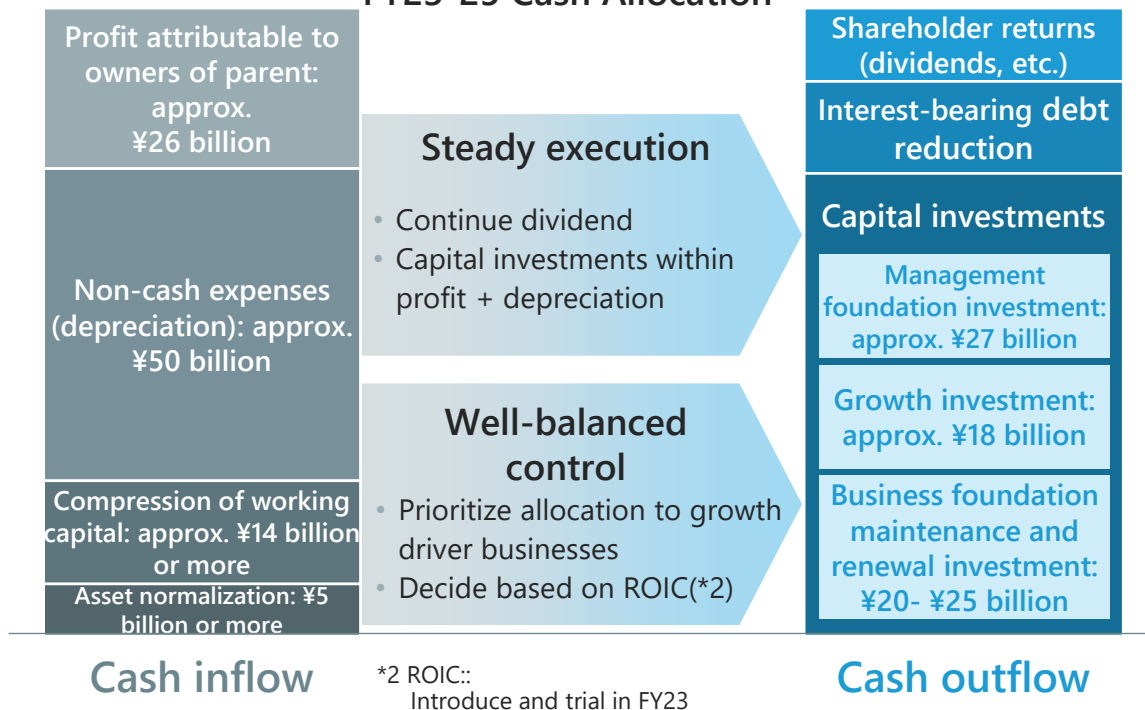 FY23-25 Cash Allocation
Profit attributable to
owners of parent:
approx.
¥26 billion
Non-cash expenses
(depreciation): approx.
¥50 billion
Compression of working
capital: approx. ¥14 billion
or more
Asset normalization: ¥5
billion or more
Cash inflow
Steady execution
• Continue dividend
• Capital investments within
profit + depreciation
Well-balanced
control
• Prioritize allocation to growth
driver businesses
• Decide based on ROIC(*2)
*2 ROIC::
Introduce and trial in FY23
Shareholder returns
(dividends, etc.)
Interest-bearing debt
reduction
Capital investments
Management
foundation investment:
approx. ¥27 billion
Growth investment:
approx. ¥18 billion
Business foundation
maintenance and
renewal investment:
¥20- ¥25 billion
Cash outflow